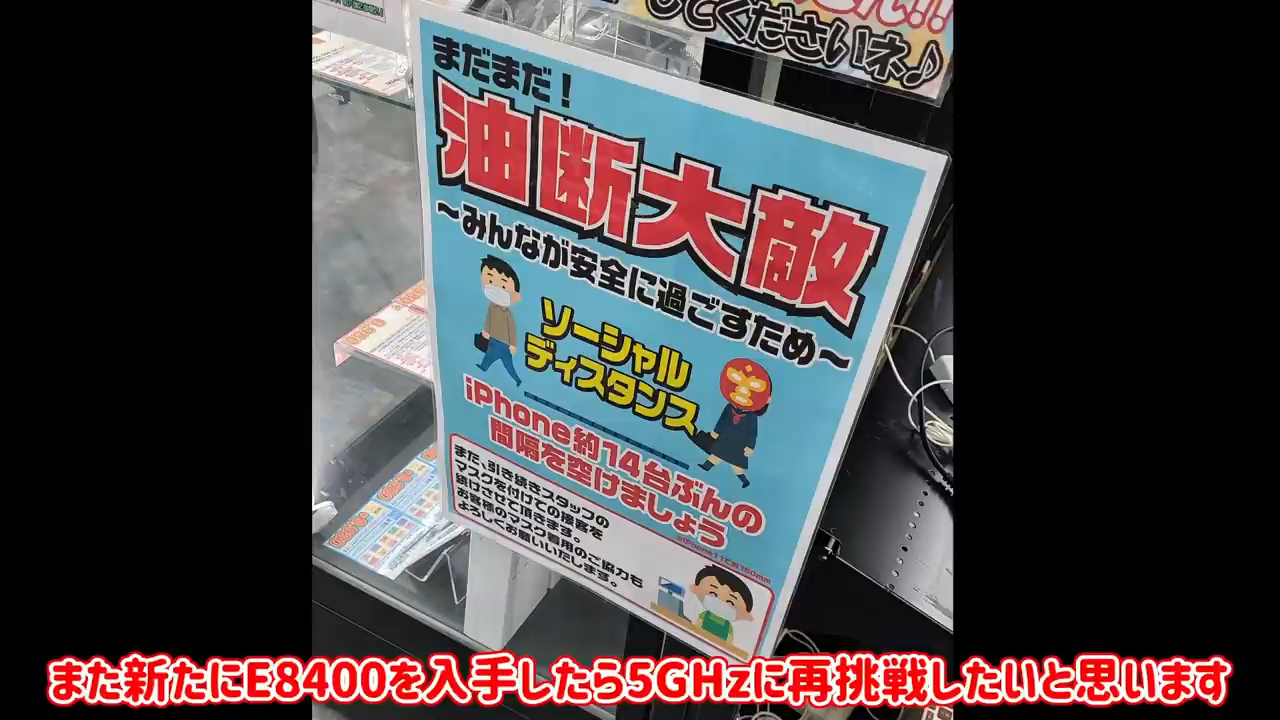 してくださいネ♪
まだまだ！
油断大敵
～みんなが安全に過ごすため～
ソーシャル
ディスタンス
iPhone約14台ぶんの
間隔を空けましょう
また、引き続きスタッフの
マスクを付けての接客を
続けさせて頂きます。
お客様のマスク着用のご協力も
よろしくお願いいたします。
また新たにE8400を入手したら5GHzに再挑戦したいと思います